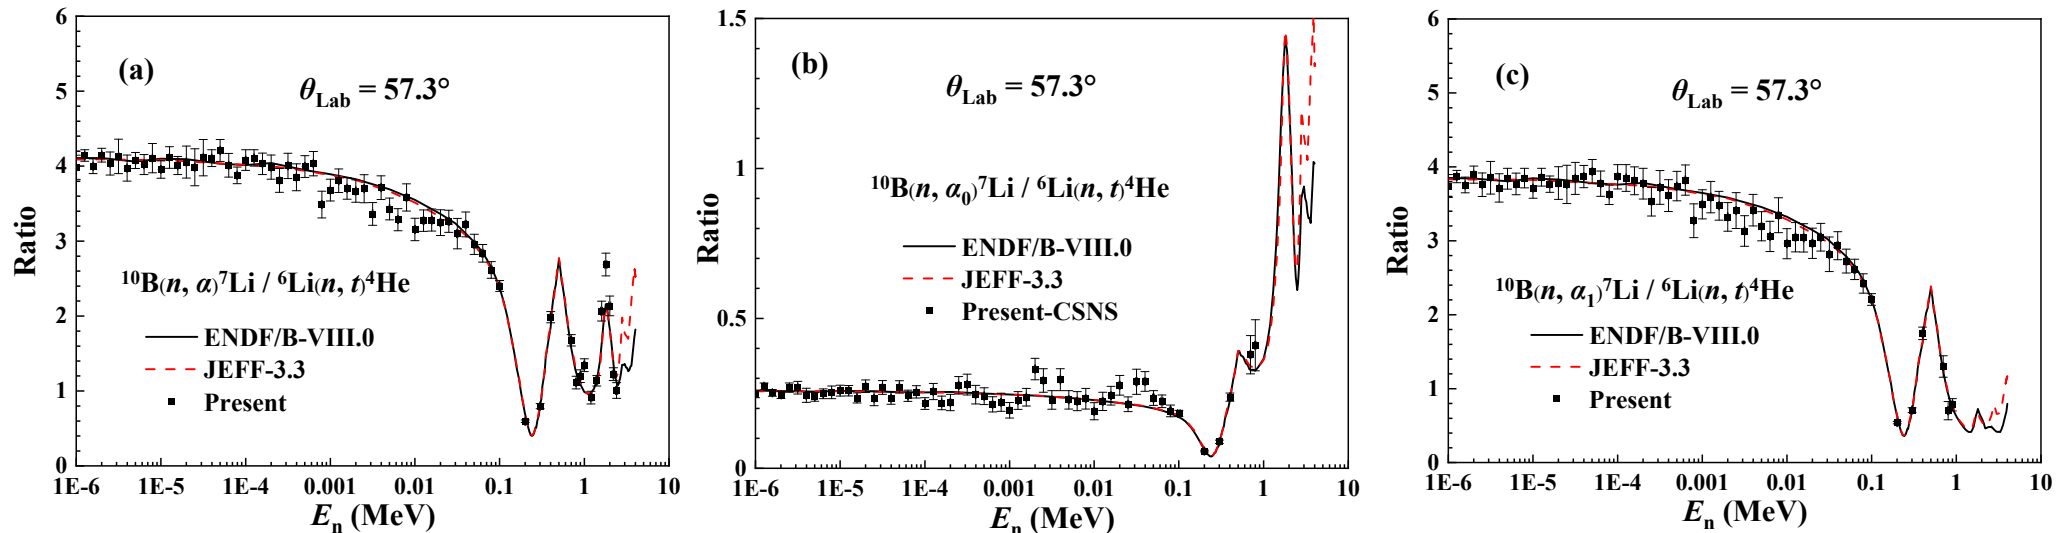 (a)
θLab = 57.3°
10B(n, α)7Li / 6Li(n, t)4He
ENDF/B-VIII.0
JEFF-3.3
Present
Ratio
6
5
4
3
2
1
0
1E-6
1E-5
1E-4
0.001
0.01
0.1
1
10
En (MeV)
(b)
θLab = 57.3°
10B(n, α0)7Li / 6Li(n, t)4He
ENDF/B-VIII.0
JEFF-3.3
Present-CSNS
Ratio
1.5
1
0.5
0
1E-6
1E-5
1E-4
0.001
0.01
0.1
1
10
En (MeV)
(c)
θLab = 57.3°
10B(n, α1)7Li / 6Li(n, t)4He
ENDF/B-VIII.0
JEFF-3.3
Present
Ratio
6
5
4
3
2
1
0
1E-6
1E-5
1E-4
0.001
0.01
0.1
1
10
En (MeV)